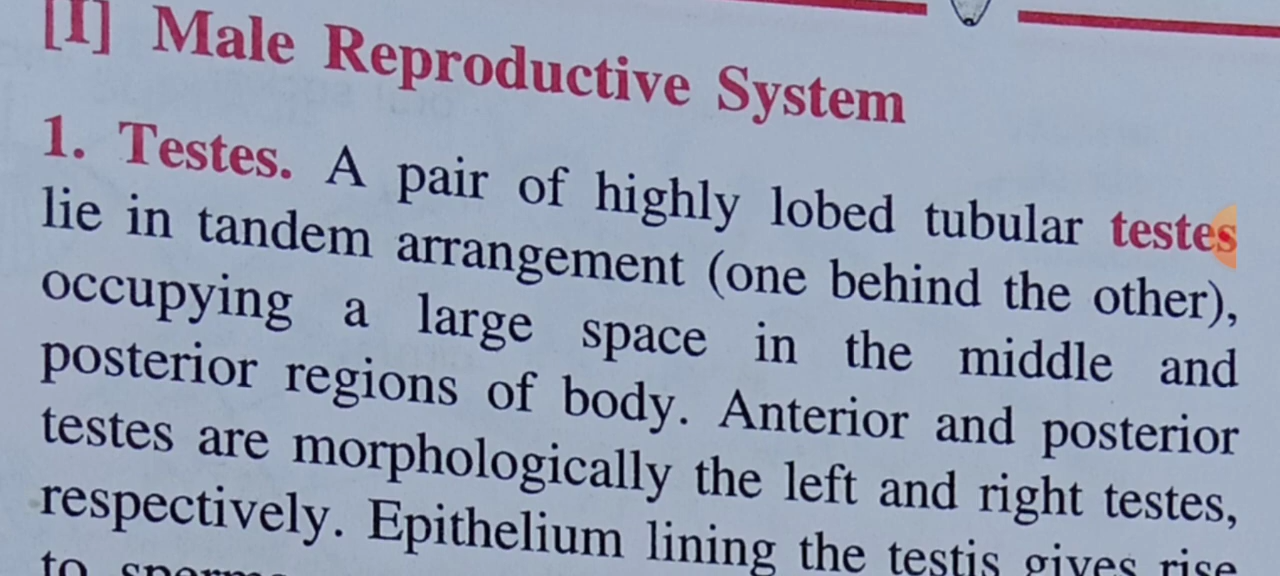 [I] Male Reproductive System
1. Testes. A pair of highly lobed tubular testes
lie in tandem arrangement (one behind the other),
occupying a large space in the middle and
posterior regions of body. Anterior and posterior
testes are morphologically the left and right testes,
respectively. Epithelium lining the testis gives rise
to